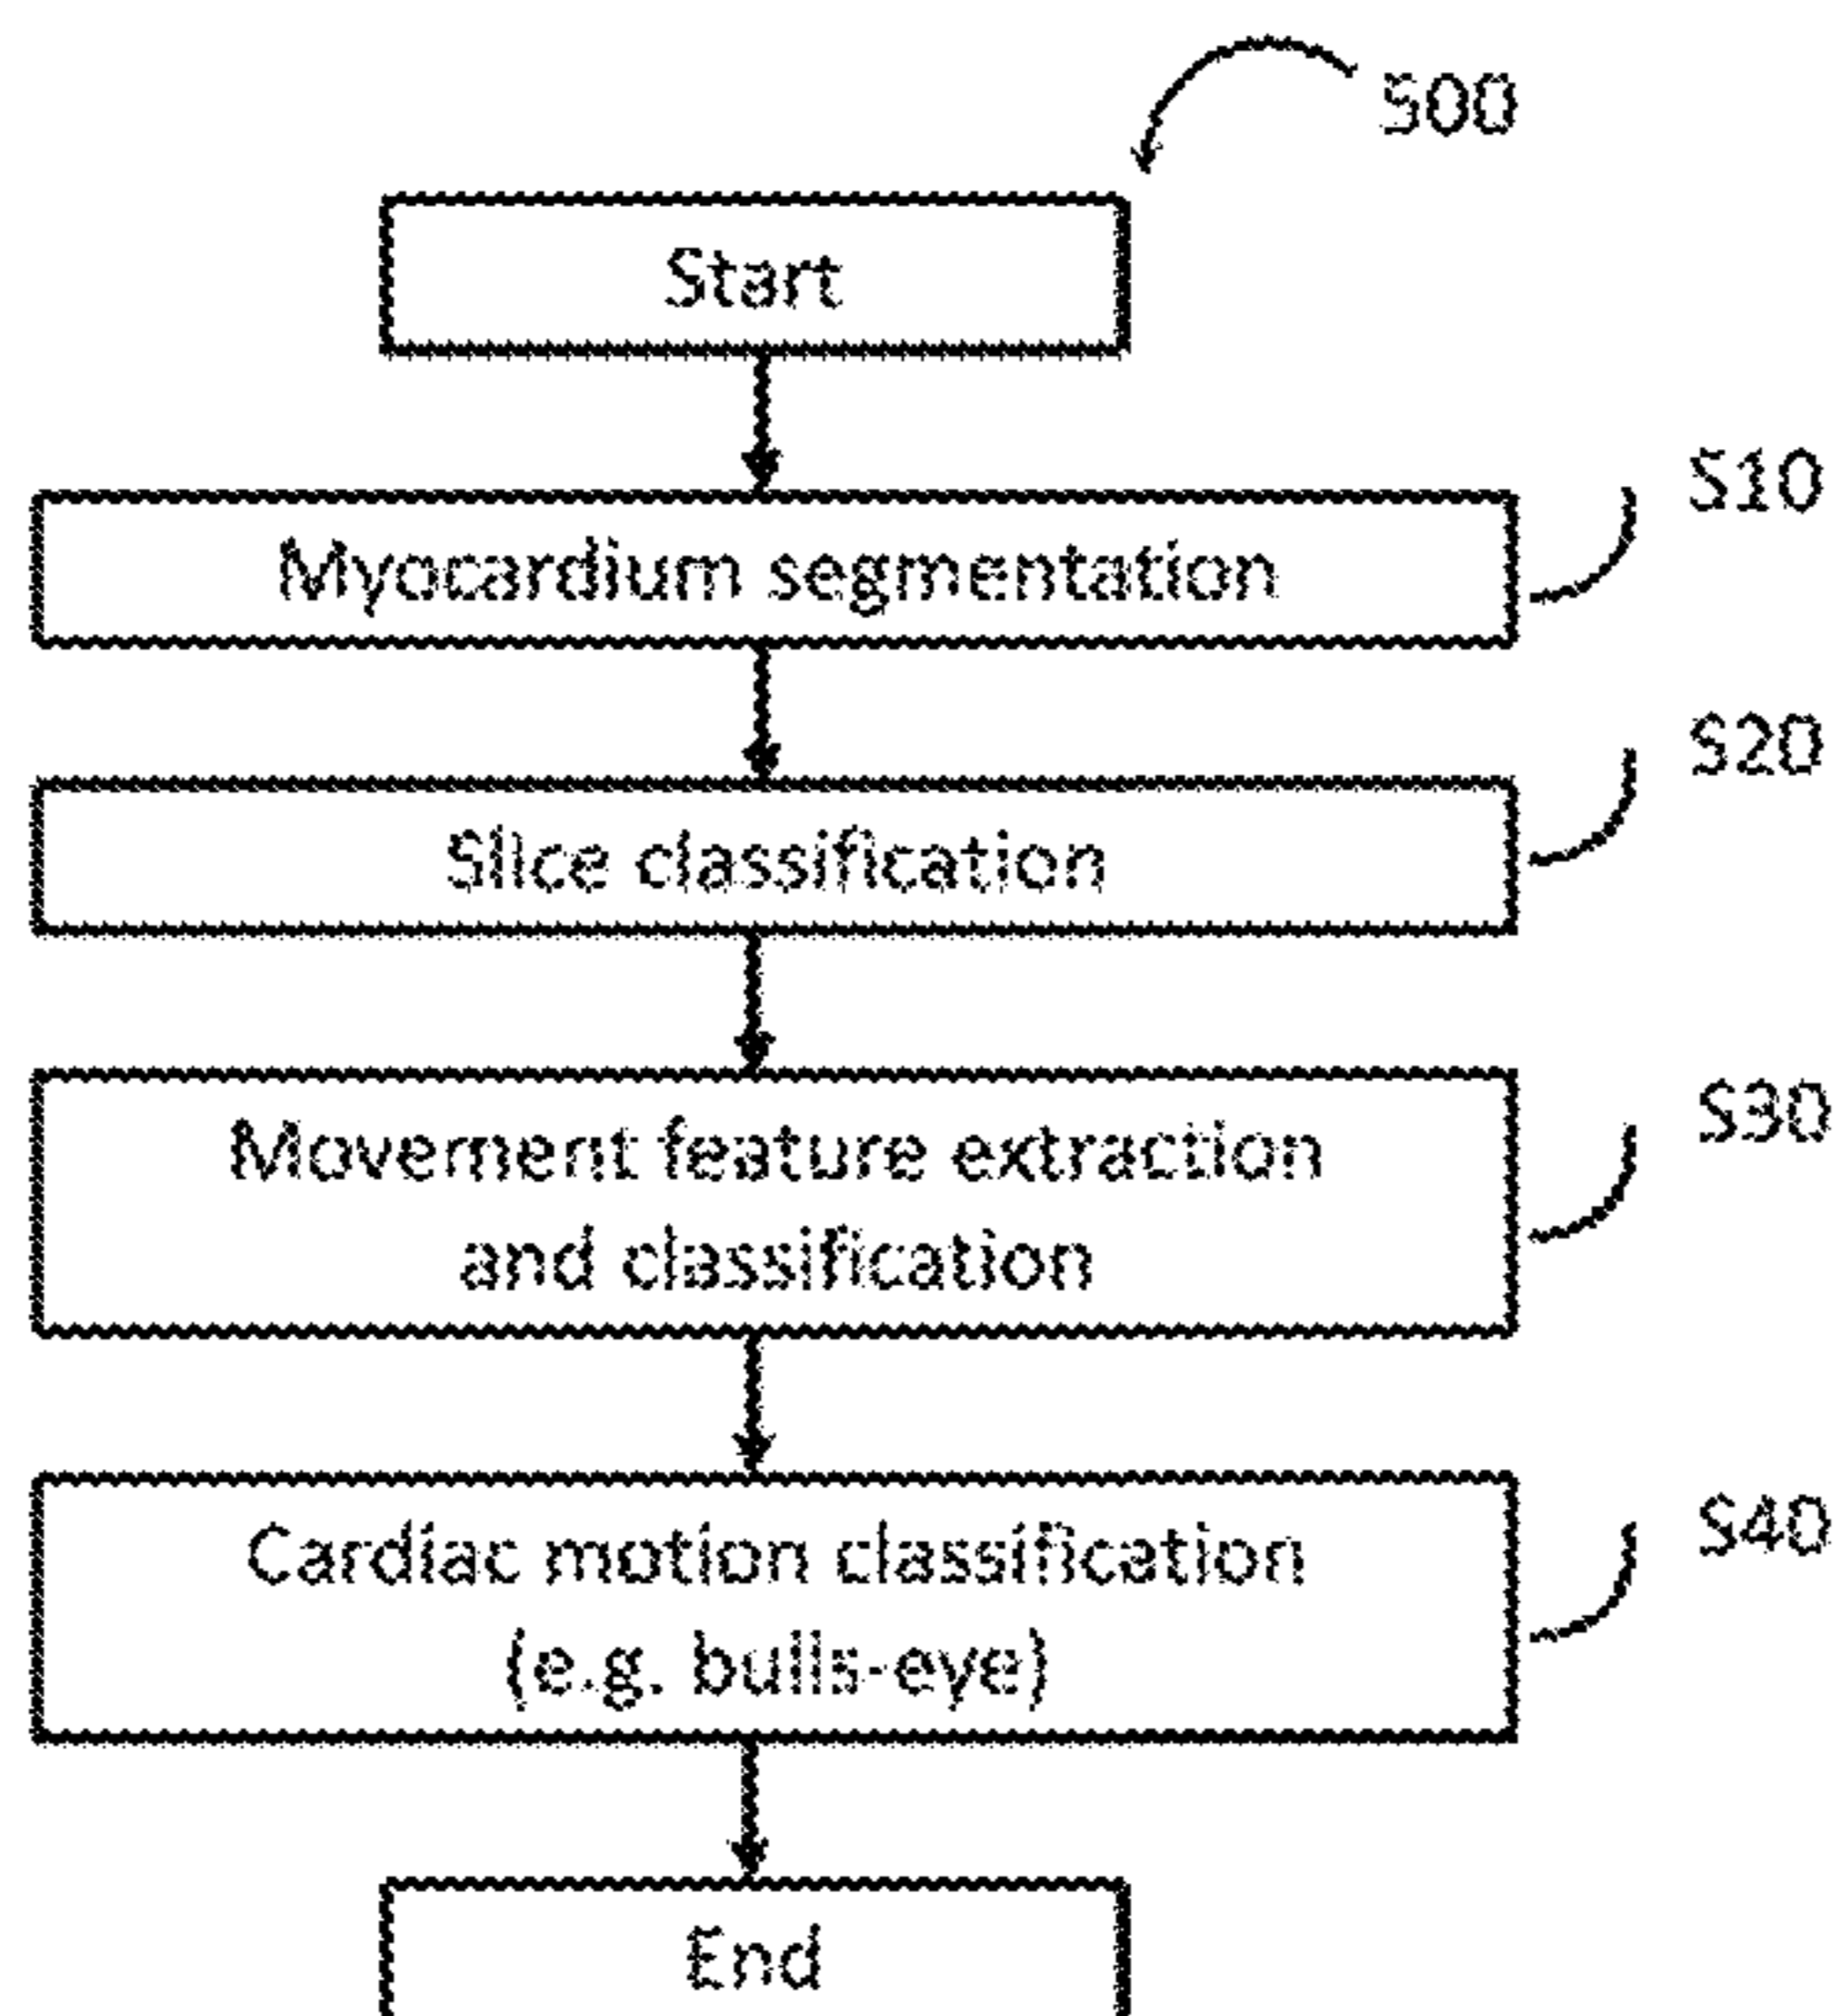 500
Start
S10
Myocardium segmentation
S20
Slice classification
S30
Movement feature extraction
and classification
S40
Cardiac motion classification
(e.g. bulls-eye)
End